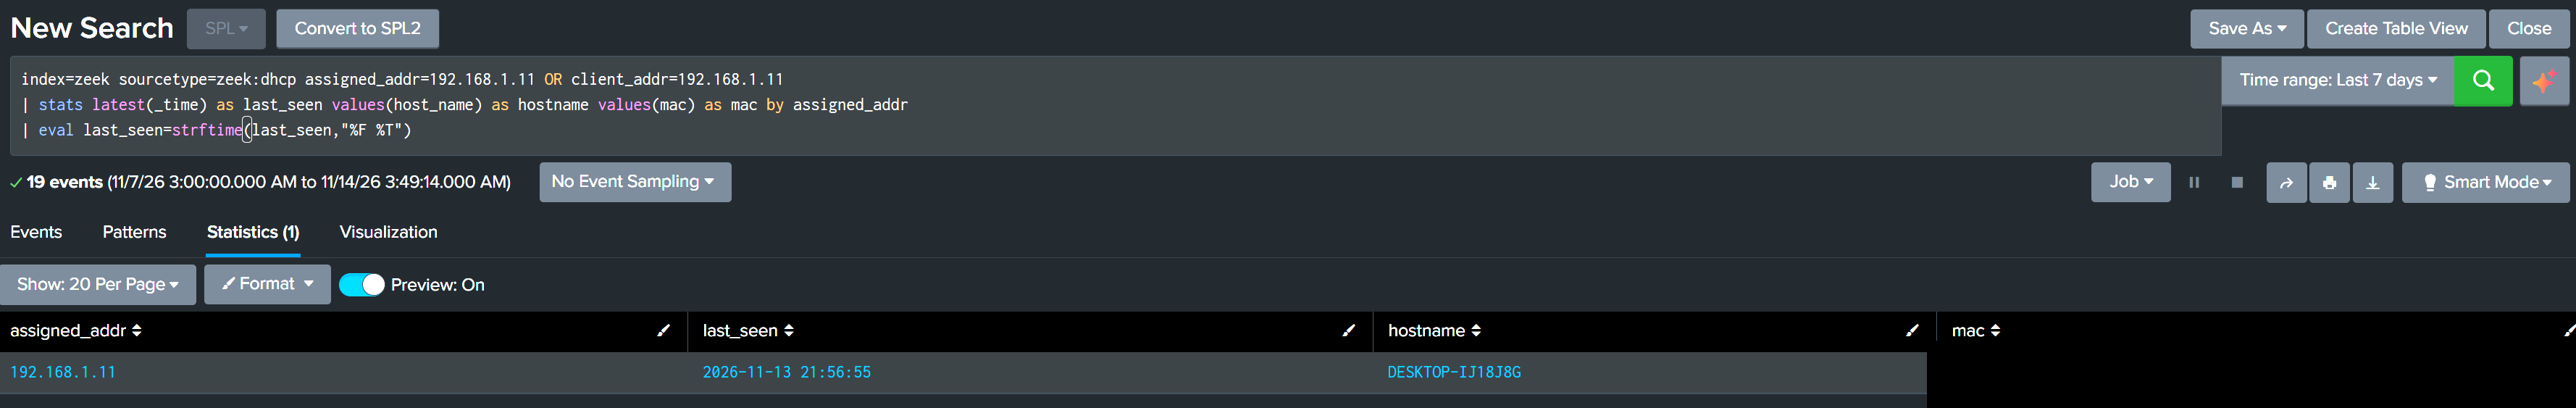 New Search SPL Convert to SPL2 Save As Create Table View Close
index=zeek sourcetype=zeek:dhcp assigned_addr=192.168.1.11 OR client_addr=192.168.1.11
| stats latest(_time) as last_seen values(host_name) as hostname values(mac) as mac by assigned_addr
| eval last_seen=strftime(last_seen,"%F %T")
Time range: Last 7 days
19 events (11/7/26 3:00:00.000 AM to 11/14/26 3:49:14.000 AM) No Event Sampling Job Smart Mode
Events Patterns Statistics (1) Visualization
Show: 20 Per Page Format Preview: On
assigned_addr last_seen hostname mac
192.168.1.11 2026-11-13 21:56:55 DESKTOP-IJ18J8G